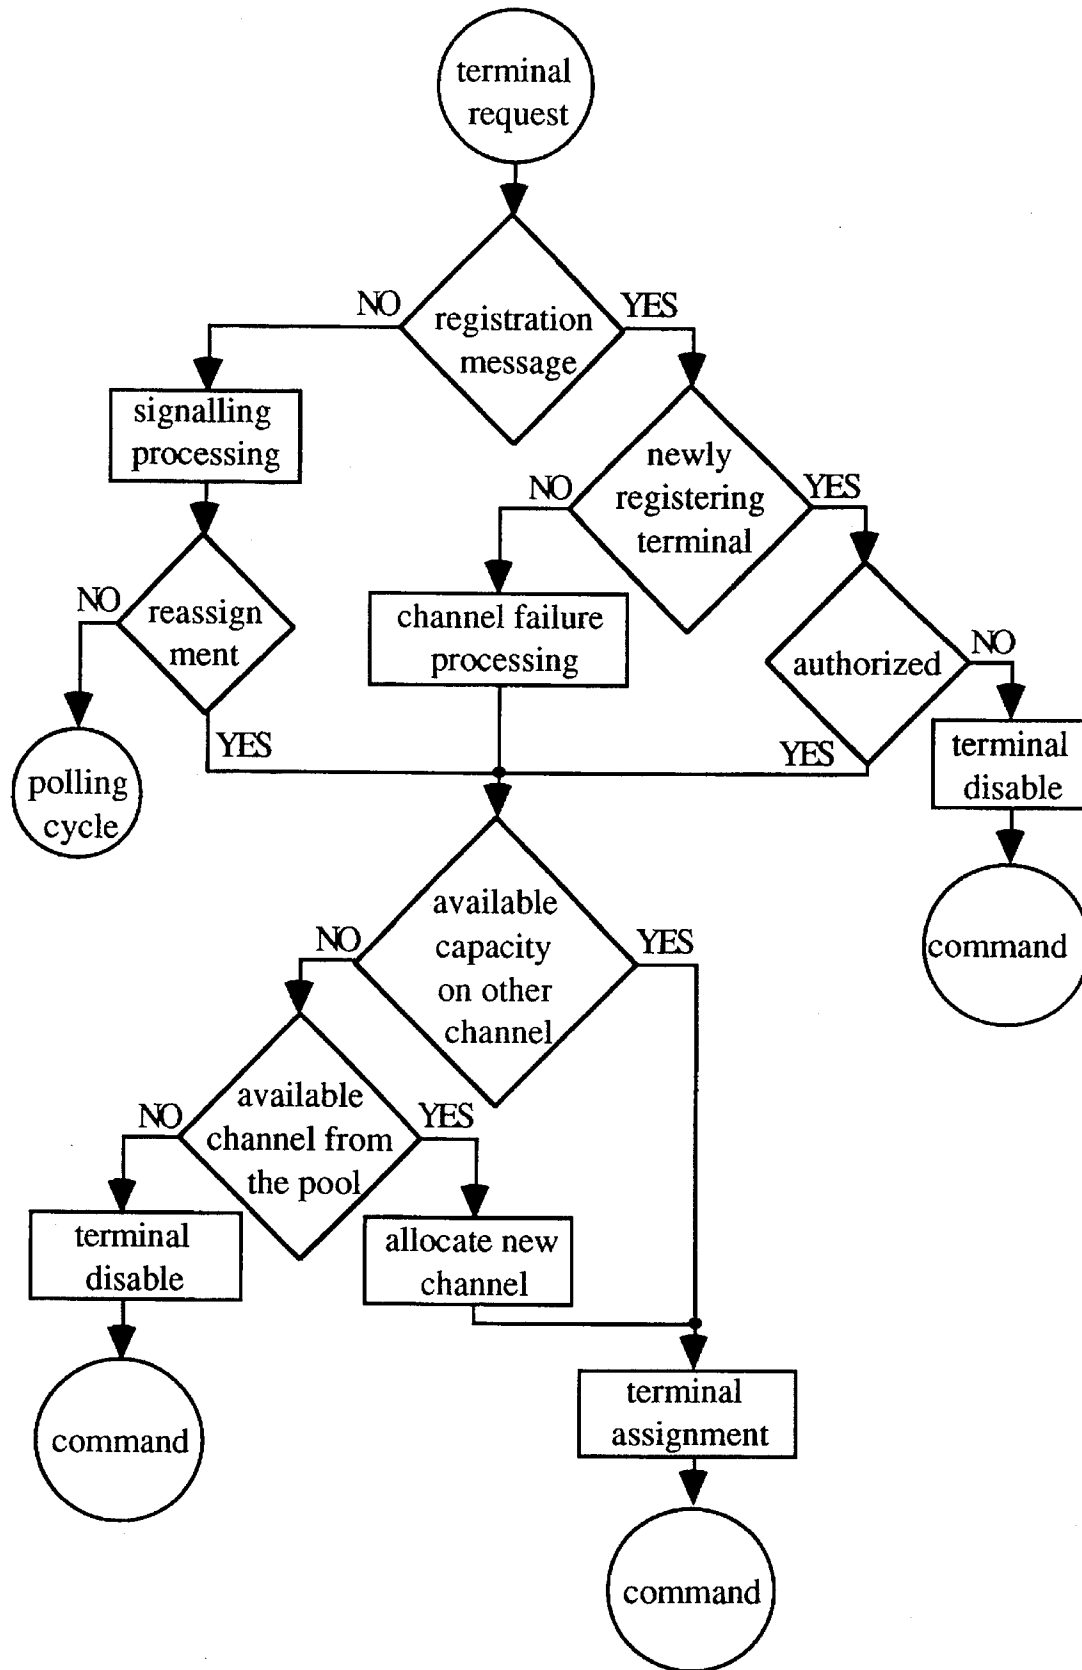 terminal
request
NO
YES
registration
message
signalling
processing
newly
registering
terminal
NO
YES
NO
reassign
ment
channel failure
processing
authorized
NO
YES
YES
terminal
disable
polling
cycle
available
capacity
on other
channel
NO
YES
command
available
channel from
the pool
NO
YES
terminal
disable
allocate new
channel
terminal
assignment
command
command